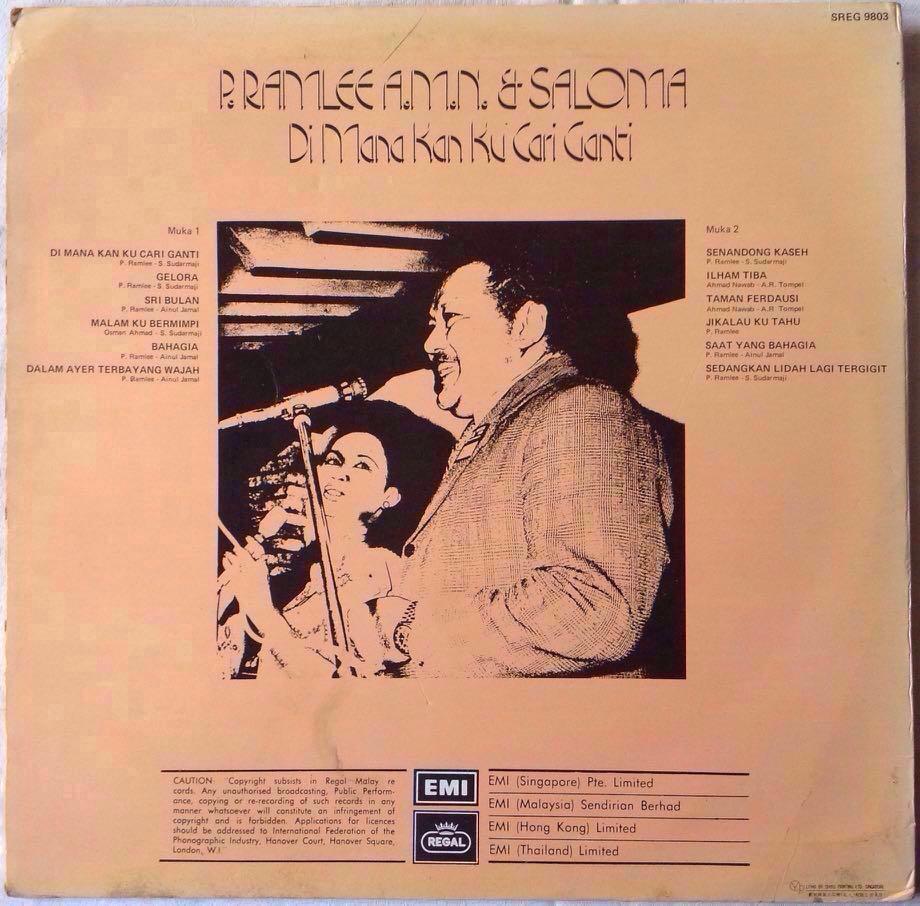 SREG 9803
P. RAMLEE A.M.N. & SALOMA
Di Mana Kan Ku Cari Ganti
Muka 1
DI MANA KAN KU CARI GANTI
P. Ramlee - S. Sudarmaji
GELORA
P. Ramlee - S. Sudarmaji
SRI BULAN
P. Ramlee - Ainul Jamal
MALAM KU BERMIMPI
Osman Ahmad - S. Sudarmaji
BAHAGIA
P. Ramlee - Ainul Jamal
DALAM AYER TERBAYANG WAJAH
P. Ramlee - Ainul Jamal
Muka 2
SENANDONG KASEH
P. Ramlee - S. Sudarmaji
ILHAM TIBA
Ahmad Nawab - A.R. Tompel
TAMAN FERDAUSI
Ahmad Nawab - A.R. Tompel
JIKALAU KU TAHU
P. Ramlee
SAAT YANG BAHAGIA
P. Ramlee - Ainul Jamal
SEDANGKAN LIDAH LAGI TERGIGIT
P. Ramlee - S. Sudarmaji
CAUTION: "Copyright subsists in Regal Malay re
cords. Any unauthorised broadcasting, Public Perform-
ance, copying or re-recording of such records in any
manner whatsoever will constitute an infringement of
copyright and is forbidden. Applications for licences
should be addressed to International Federation of the
Phonographic Industry, Hanover Court, Hanover Square,
London, W.I."
EMI
REGAL
EMI (Singapore) Pte. Limited
EMI (Malaysia) Sendirian Berhad
EMI (Hong Kong) Limited
EMI (Thailand) Limited